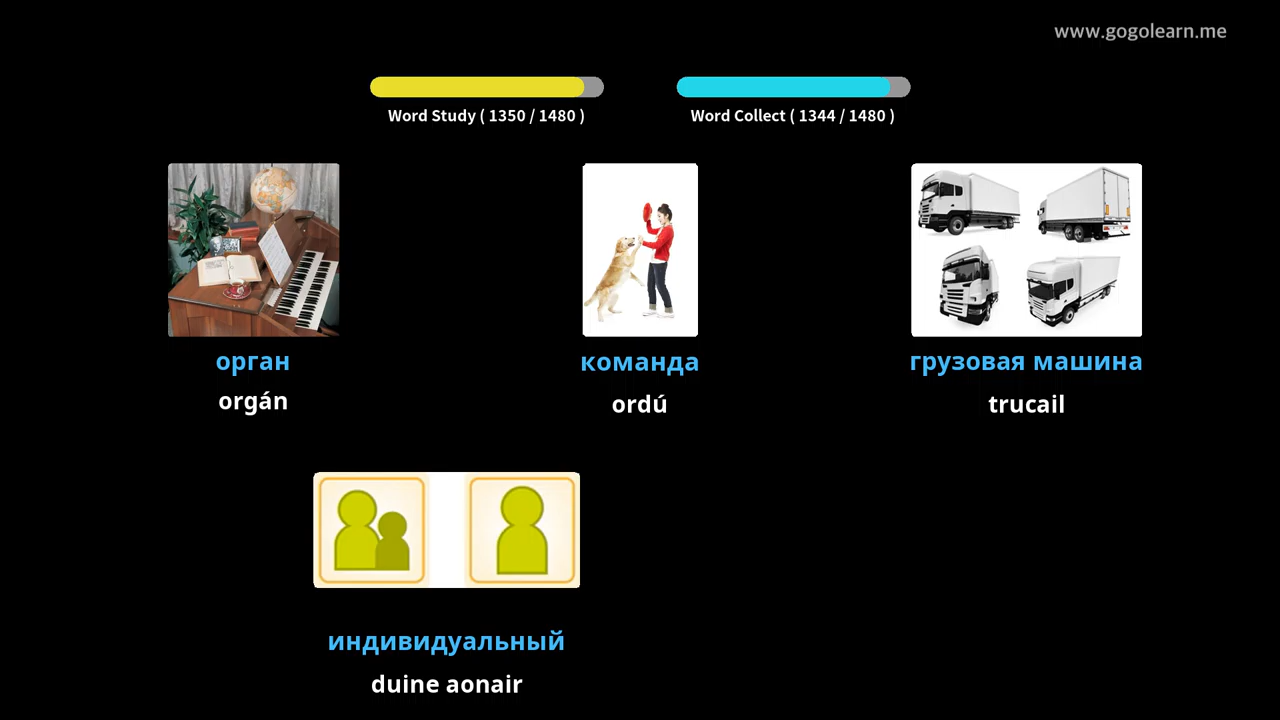 www.gogolearn.me
Word Study ( 1350 / 1480 )
Word Collect ( 1344 / 1480 )
орган
команда
грузовая машина
orgán
ordú
trucail
индивидуальный
duine aonair